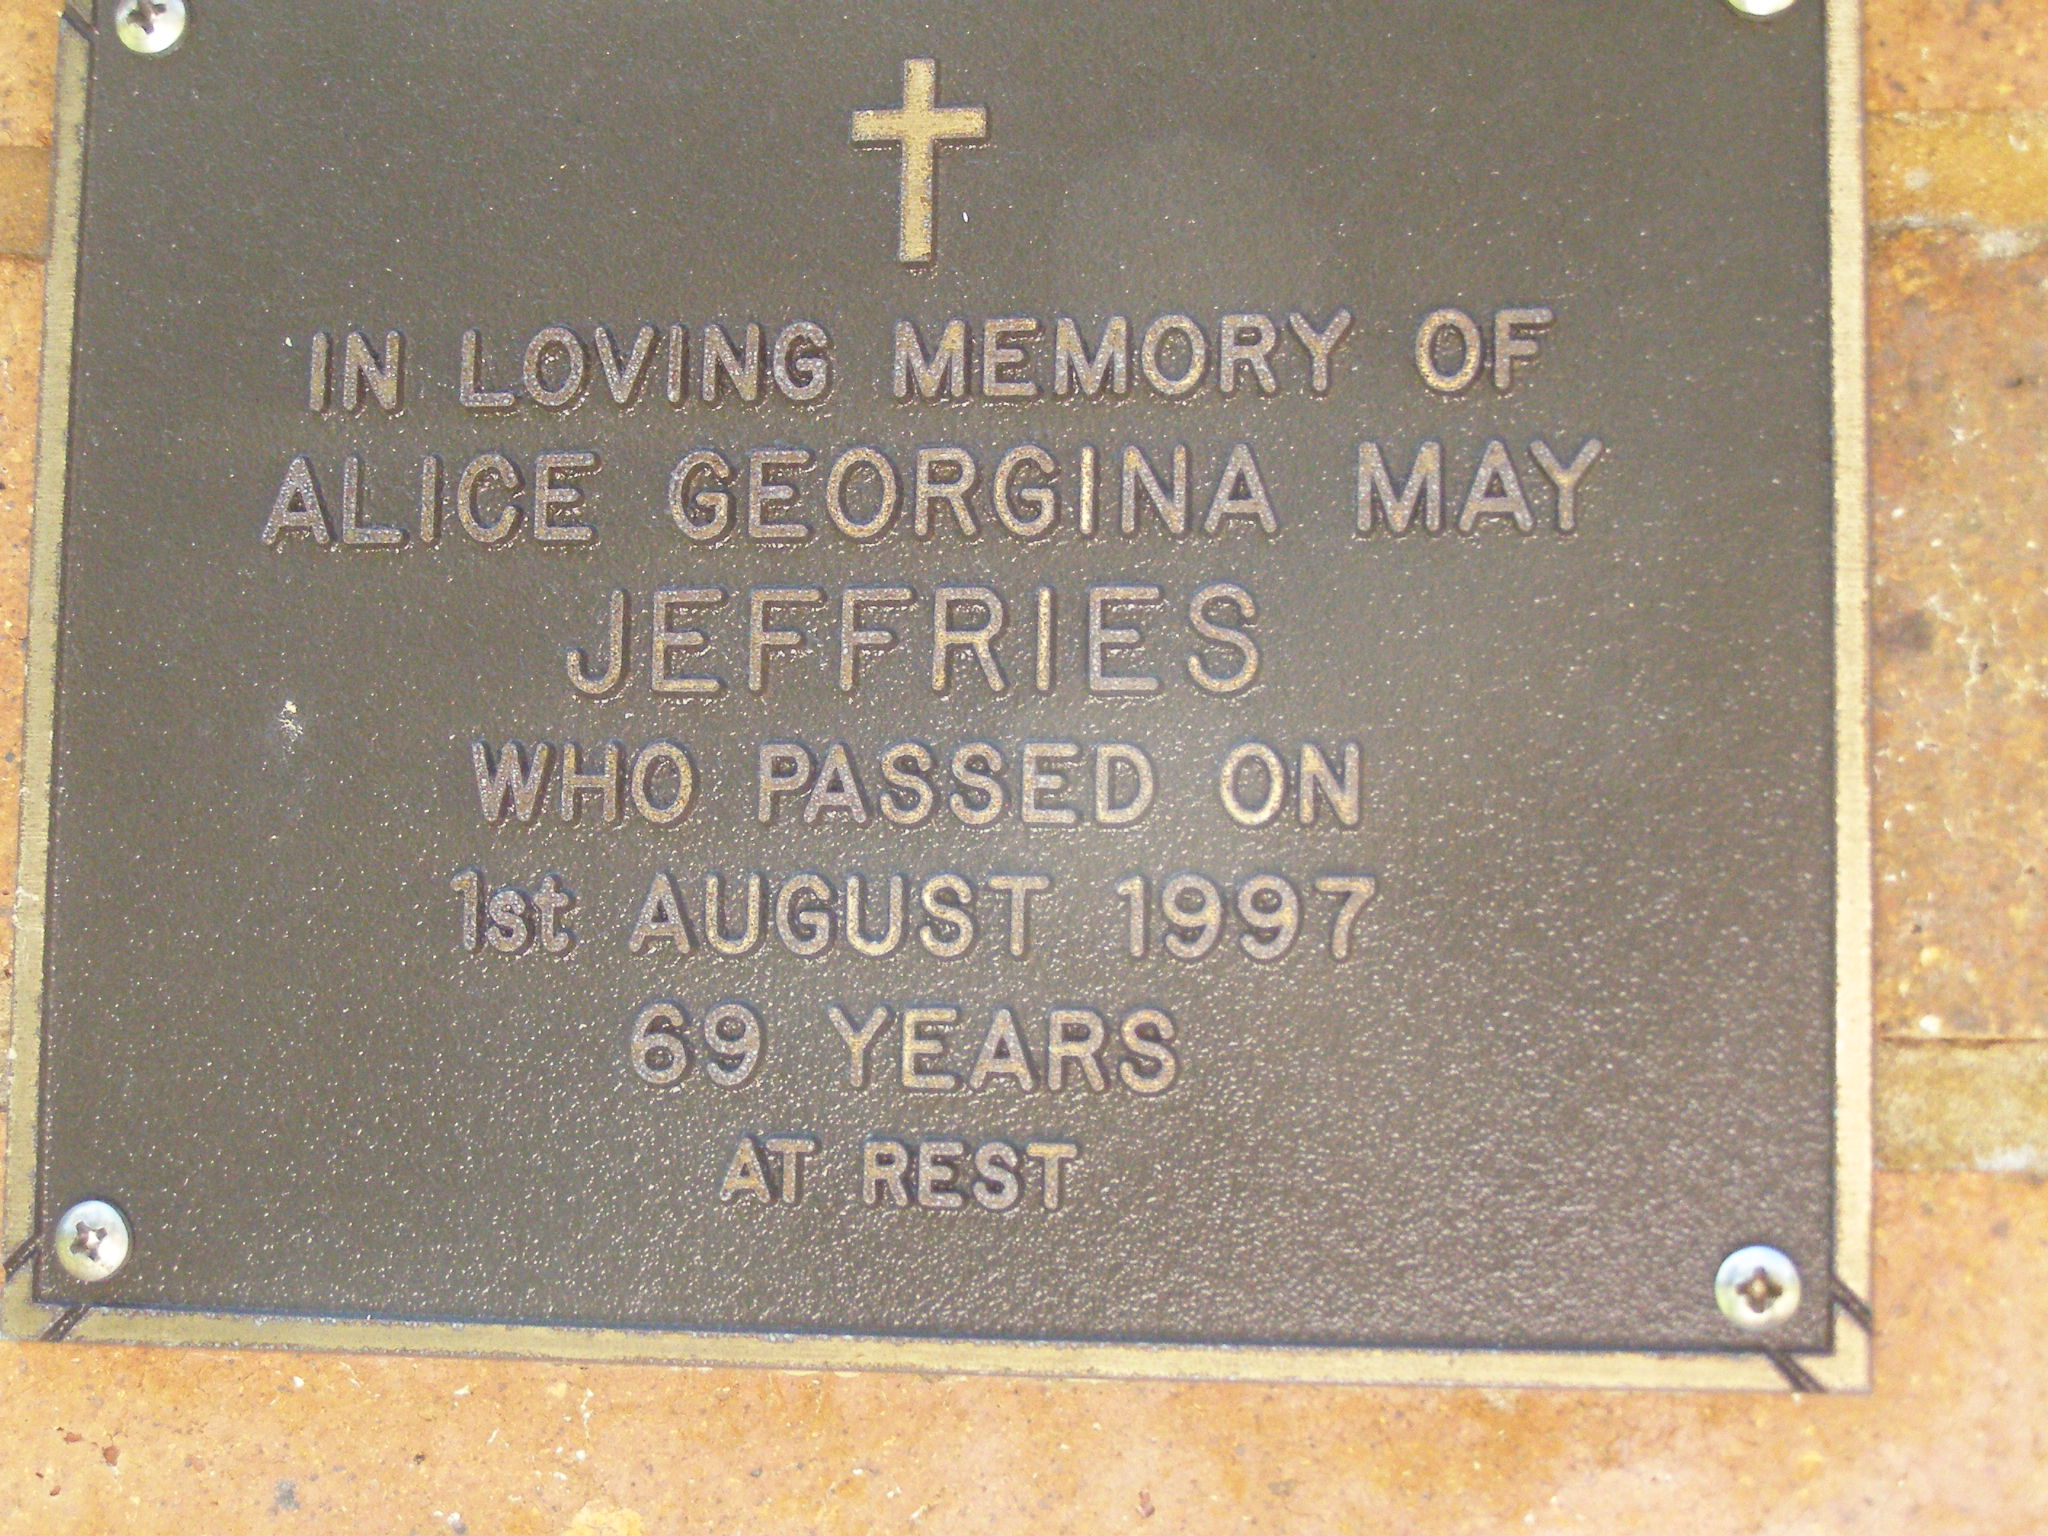 IN LOVING MEMORY OF
ALICE GEORGINA MAY
JEFFRIES
WHO PASSED ON
1st AUGUST 1997
69 YEARS
AT REST